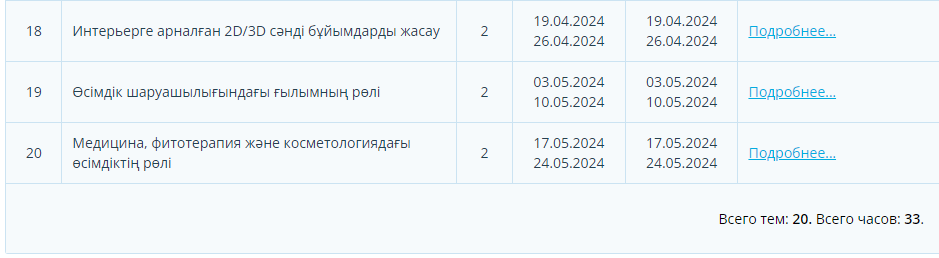 18 Интерьерге арналған 2D/3D сәнді бұйымдарды жасау 2 19.04.2024 19.04.2024 Подробнее...
26.04.2024 26.04.2024
19 Өсімдік шаруашылығындағы ғылымның рөлі 2 03.05.2024 03.05.2024 Подробнее...
10.05.2024 10.05.2024
20 Медицина, фитотерапия және косметологиядағы 2 17.05.2024 17.05.2024 Подробнее...
өсімдіктің рөлі 24.05.2024 24.05.2024
Всего тем: 20. Всего часов: 33.